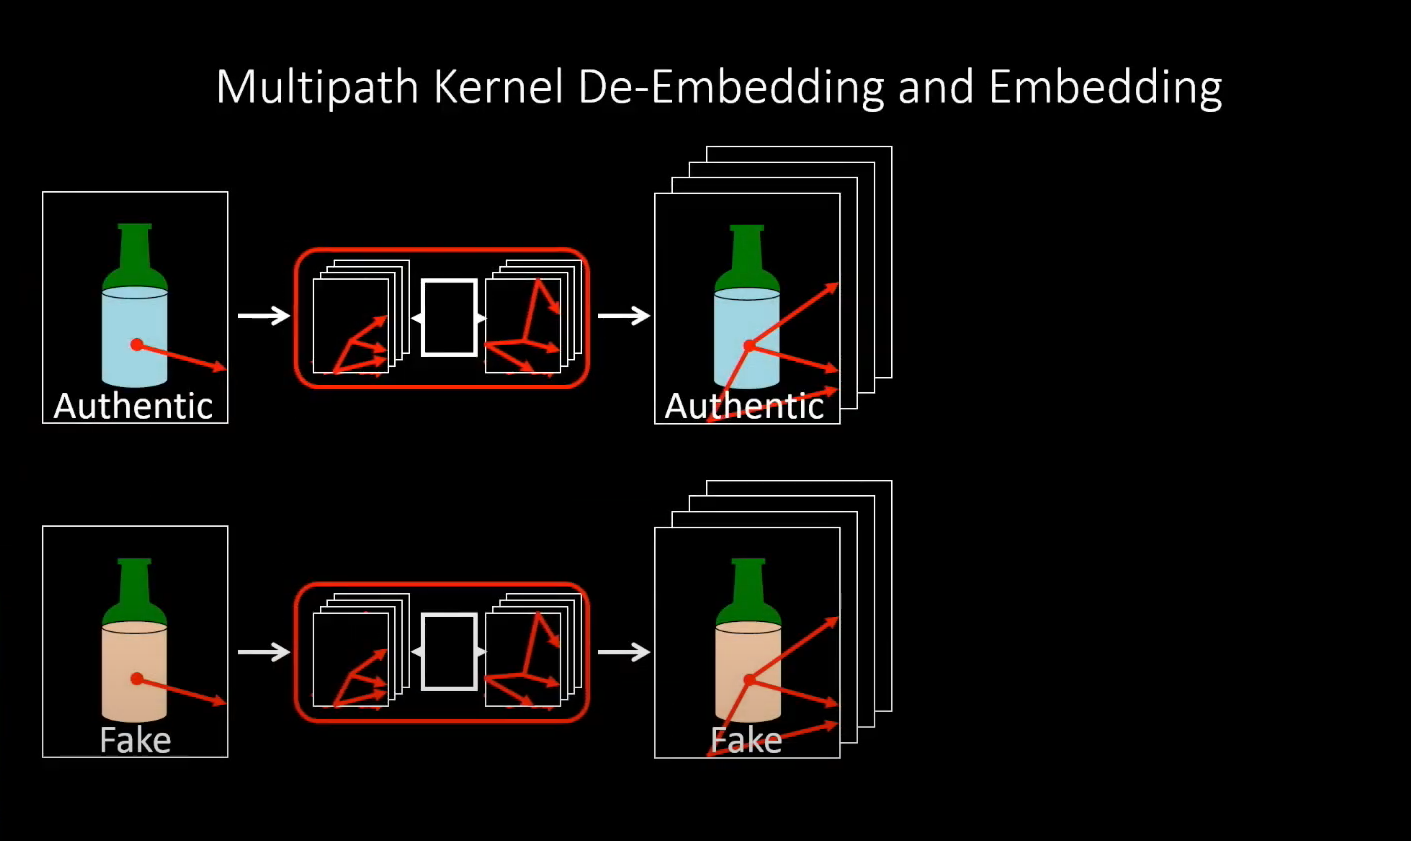 Multipath Kernel De-Embedding and Embedding
Authentic
Authentic
Fake
Fake